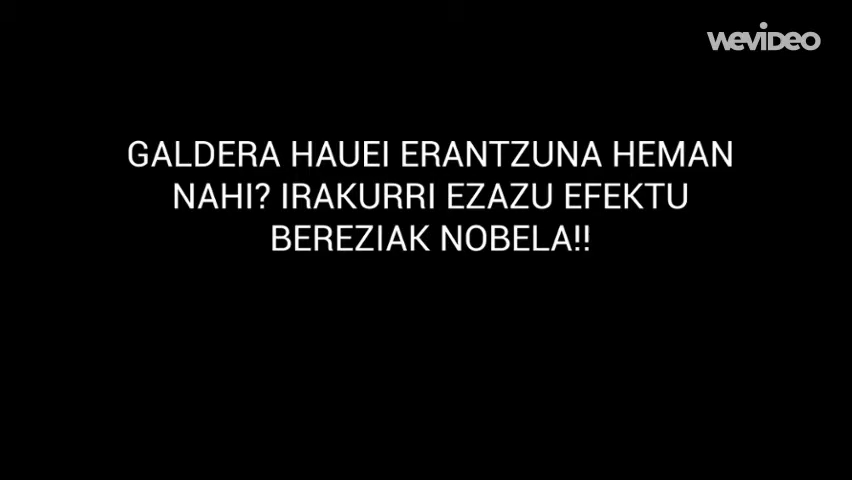 WEVIDEO
GALDERA HAUEI ERANTZUNA HEMAN
NAHI? IRAKURRI EZAZU EFEKTU
BEREZIAK NOBELA!!